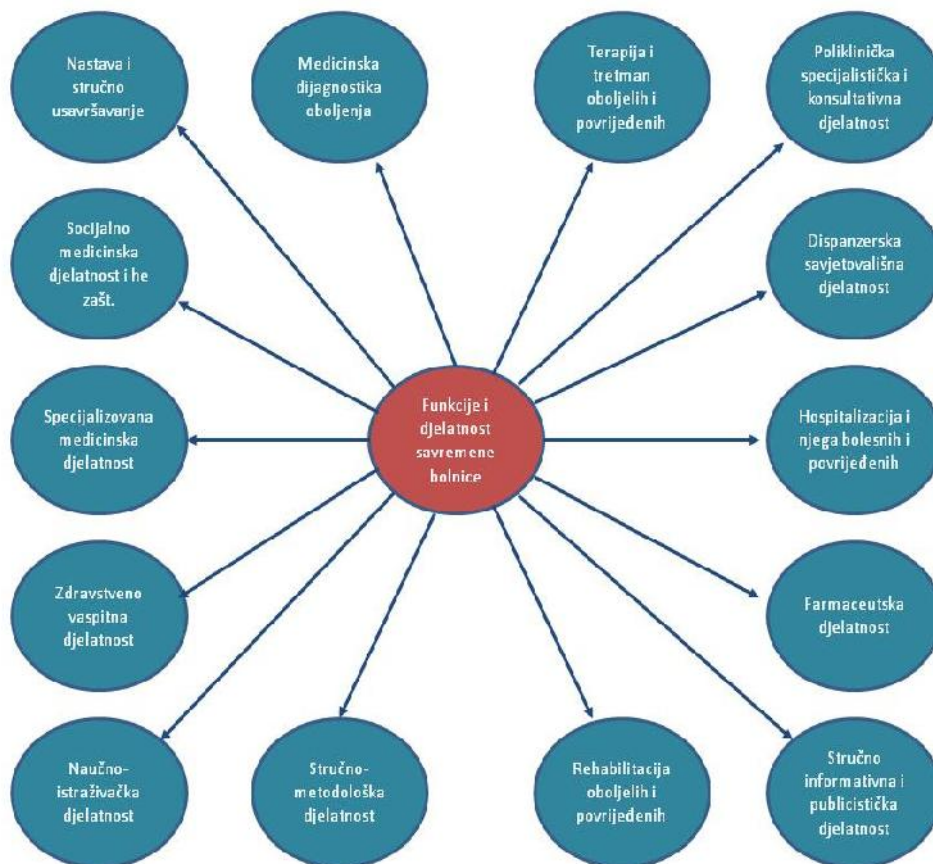 Nastava i
stručno
usavršavanje
Medicinska
dijagnostika
oboljenja
Terapija i
tretman
oboljelih i
povrijeđenih
Poliklinička
specijalistička i
konsultativna
djelatnost
Socijalno
medicinska
djelatnost i he
zašt.
Dispanzerska
savjetovališna
djelatnost
Specijalizovana
medicinska
djelatnost
Funkcije i
djelatnost
savremene
bolnice
Hospitalizacija i
njega bolesnih i
povrijeđenih
Zdravstveno
vaspitna
djelatnost
Farmaceutska
djelatnost
Naučno-
istraživačka
djelatnost
Stručno-
metodološka
djelatnost
Rehabilitacija
oboljelih i
povrijeđenih
Stručno
informativna i
publicistička
djelatnost